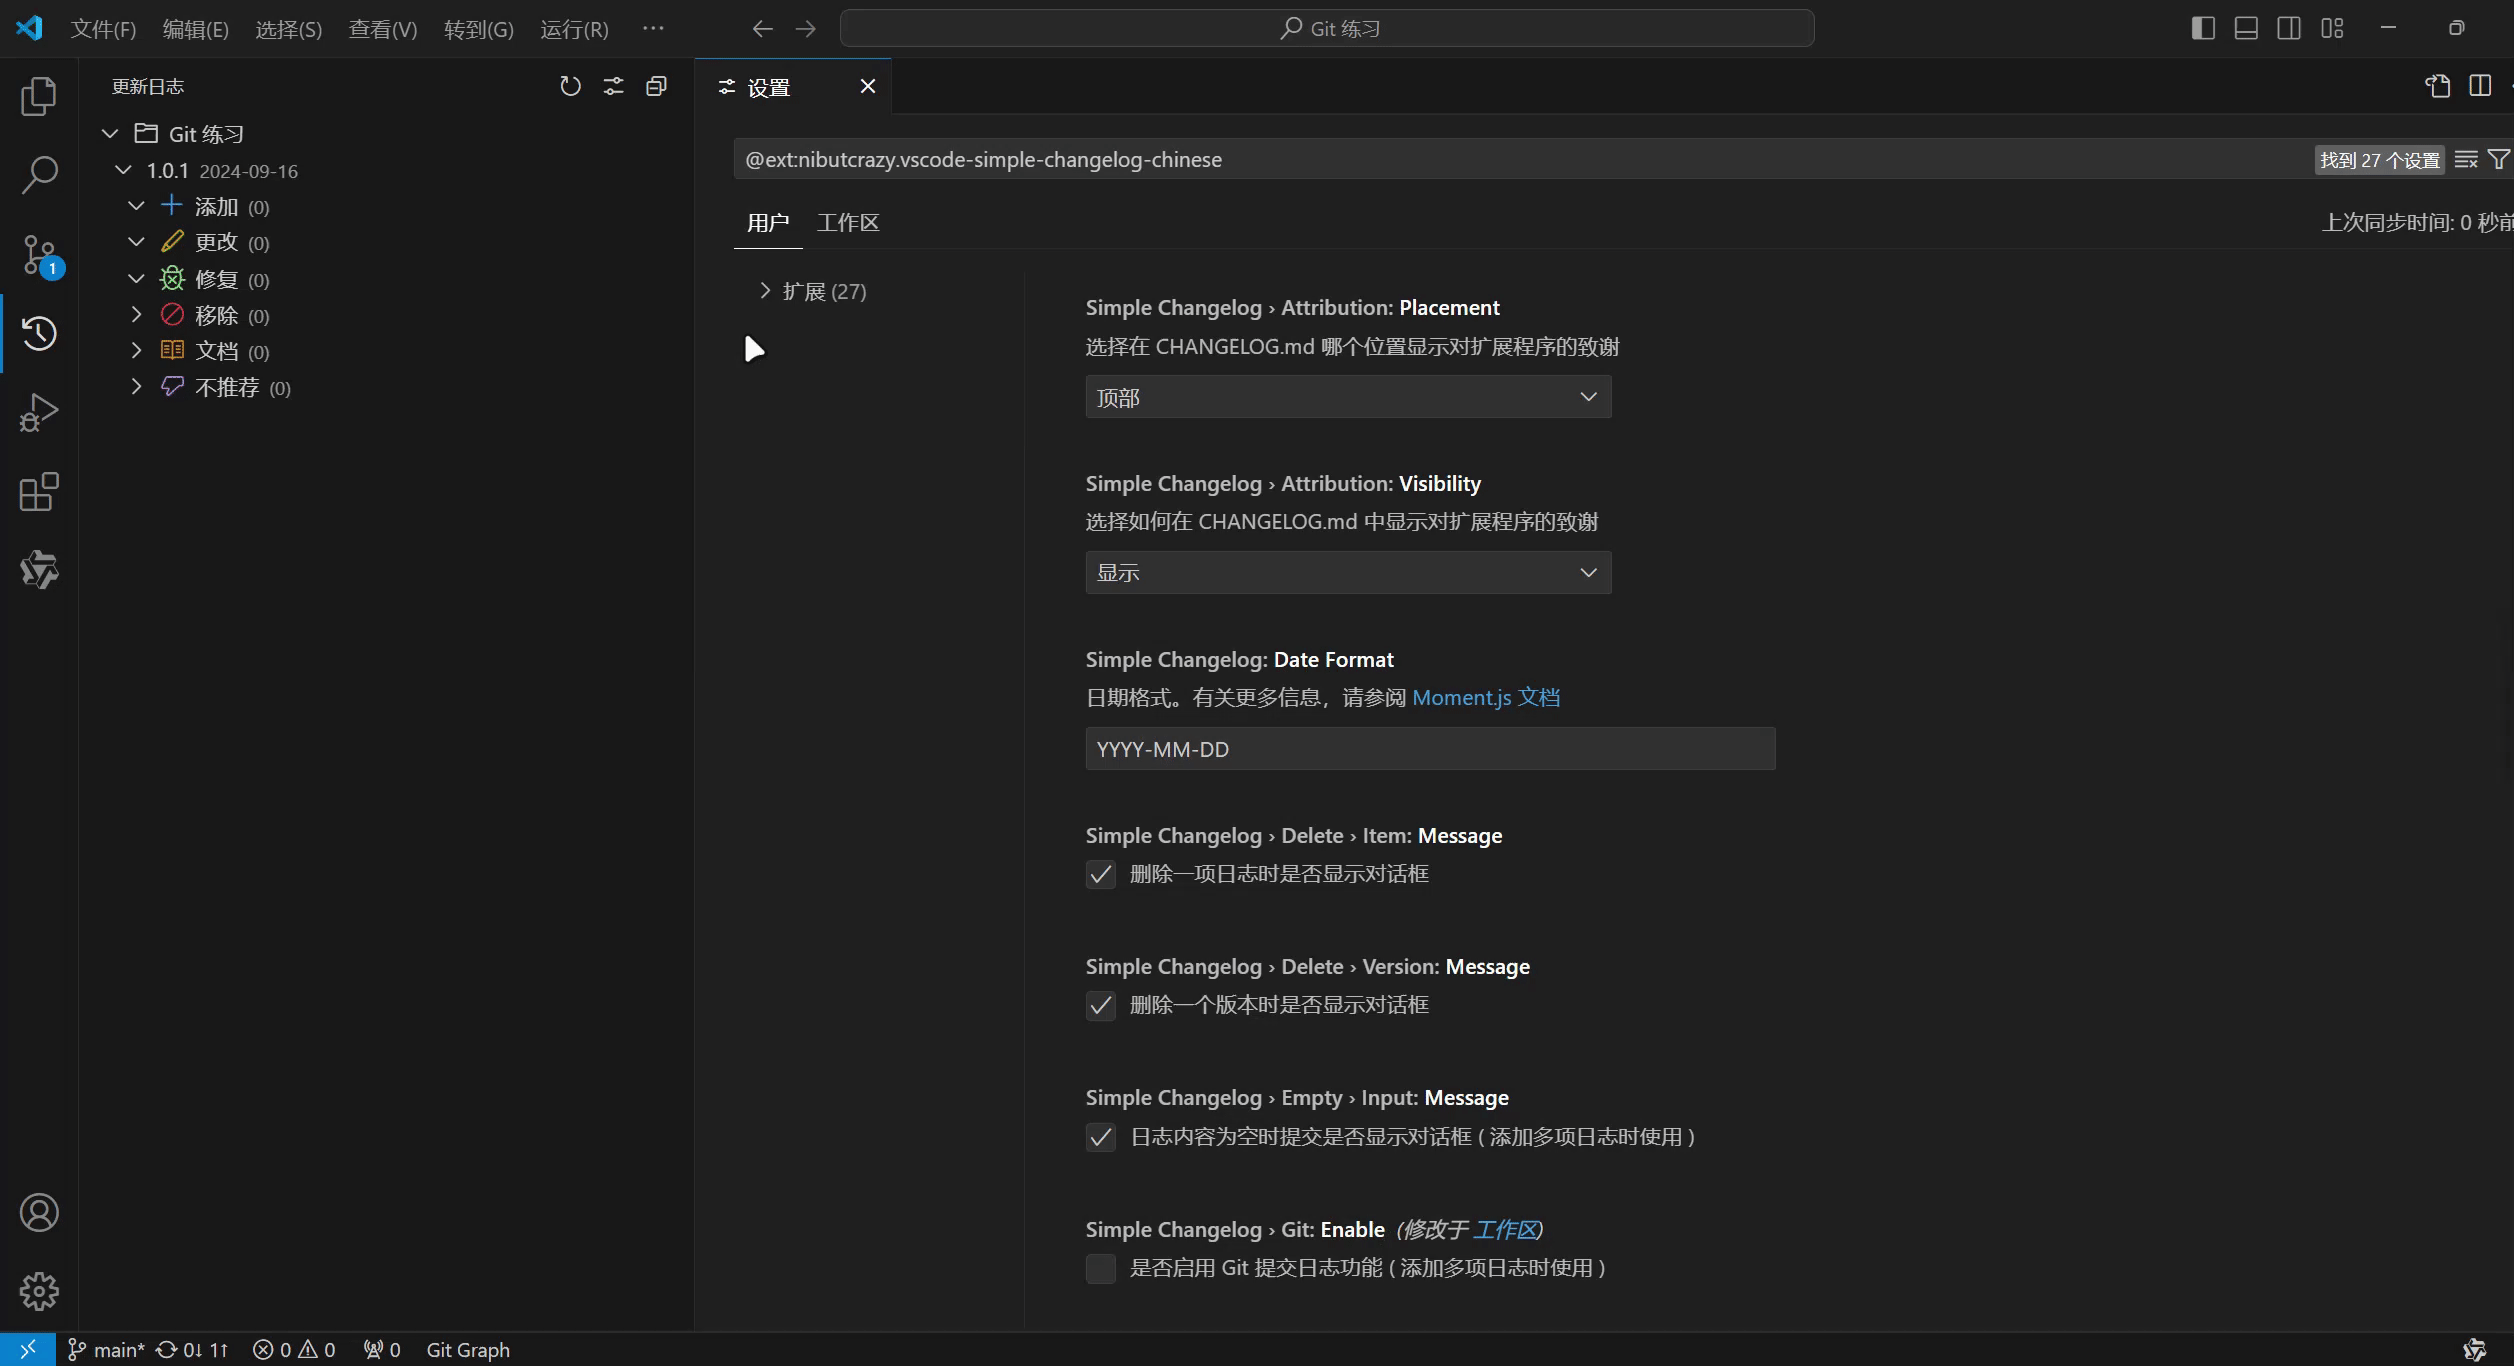 文件(F) 编辑(E) 选择(S) 查看(V) 转到(G) 运行(R) ··· Git 练习
更新日志
设置
Git 练习
1.0.1 2024-09-16
添加 (0)
更改 (0)
修复 (0)
移除 (0)
文档 (0)
不推荐 (0)
@ext:nibutcrazy.vscode-simple-changelog-chinese 找到 27 个设置
用户 工作区 上次同步时间: 0 秒前
扩展 (27)
Simple Changelog › Attribution: Placement
选择在 CHANGELOG.md 哪个位置显示对扩展程序的致谢
顶部
Simple Changelog › Attribution: Visibility
选择如何在 CHANGELOG.md 中显示对扩展程序的致谢
显示
Simple Changelog: Date Format
日期格式。有关更多信息，请参阅 Moment.js 文档
YYYY-MM-DD
Simple Changelog › Delete › Item: Message
删除一项日志时是否显示对话框
Simple Changelog › Delete › Version: Message
删除一个版本时是否显示对话框
Simple Changelog › Empty › Input: Message
日志内容为空时提交是否显示对话框 ( 添加多项日志时使用 )
Simple Changelog › Git: Enable (修改于 工作区)
是否启用 Git 提交日志功能 ( 添加多项日志时使用 )
1
main* 0↓ 1↑ 0 0 0 Git Graph